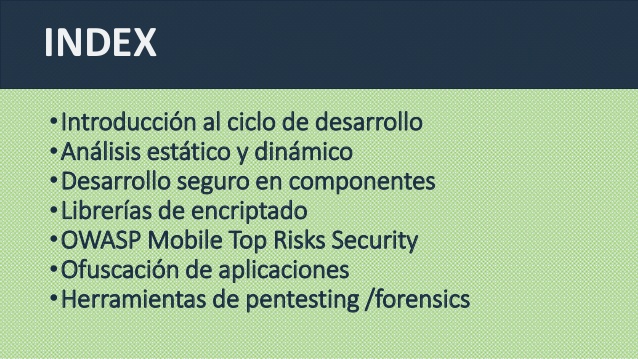 INDEX
•Introducción al ciclo de desarrollo
•Análisis estático y dinámico
•Desarrollo seguro en componentes
•Librerías de encriptado
•OWASP Mobile Top Risks Security
•Ofuscación de aplicaciones
•Herramientas de pentesting /forensics